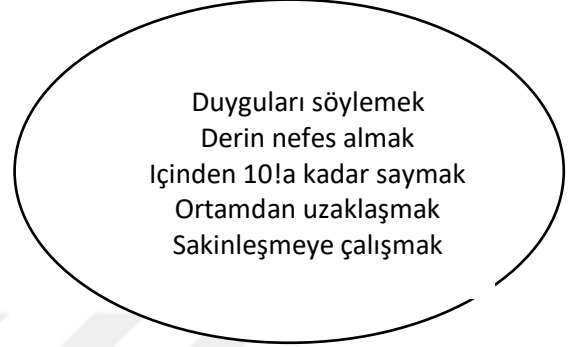 Duyguları söylemek
Derin nefes almak
Içinden 10!a kadar saymak
Ortamdan uzaklaşmak
Sakinleşmeye çalışmak